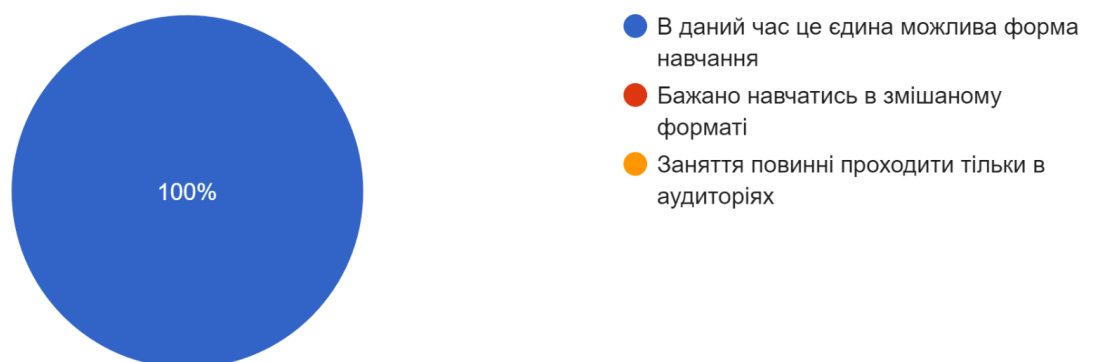 100%
В даний час це єдина можлива форма
навчання
Бажано навчатись в змішаному
форматі
Заняття повинні проходити тільки в
аудиторіях